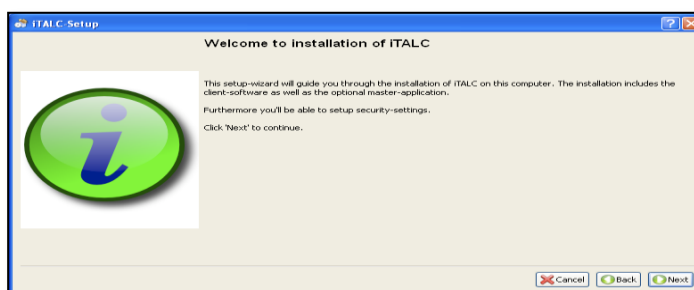 iTALC-Setup
Welcome to installation of iTALC
This setup-wizard will guide you through the installation of iTALC on this computer. The installation includes the
client-software as well as the optional master-application.
Furthermore you'll be able to setup security-settings.
Click 'Next' to continue.
Cancel Back Next